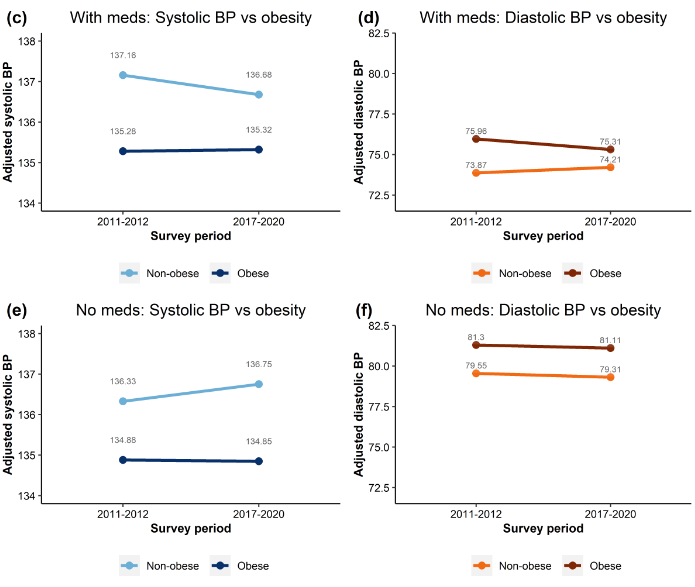 (c) With meds: Systolic BP vs obesity
138
137
136
135
134
Adjusted systolic BP
137.16
136.68
135.28
135.32
2011-2012 2017-2020
Survey period
Non-obese Obese
(d) With meds: Diastolic BP vs obesity
82.5
80.0
77.5
75.0
72.5
Adjusted diastolic BP
75.96
75.31
73.87
74.21
2011-2012 2017-2020
Survey period
Non-obese Obese
(e) No meds: Systolic BP vs obesity
138
137
136
135
134
Adjusted systolic BP
136.33
136.75
134.88
134.85
2011-2012 2017-2020
Survey period
Non-obese Obese
(f) No meds: Diastolic BP vs obesity
82.5
80.0
77.5
75.0
72.5
Adjusted diastolic BP
81.3
81.11
79.55
79.31
2011-2012 2017-2020
Survey period
Non-obese Obese